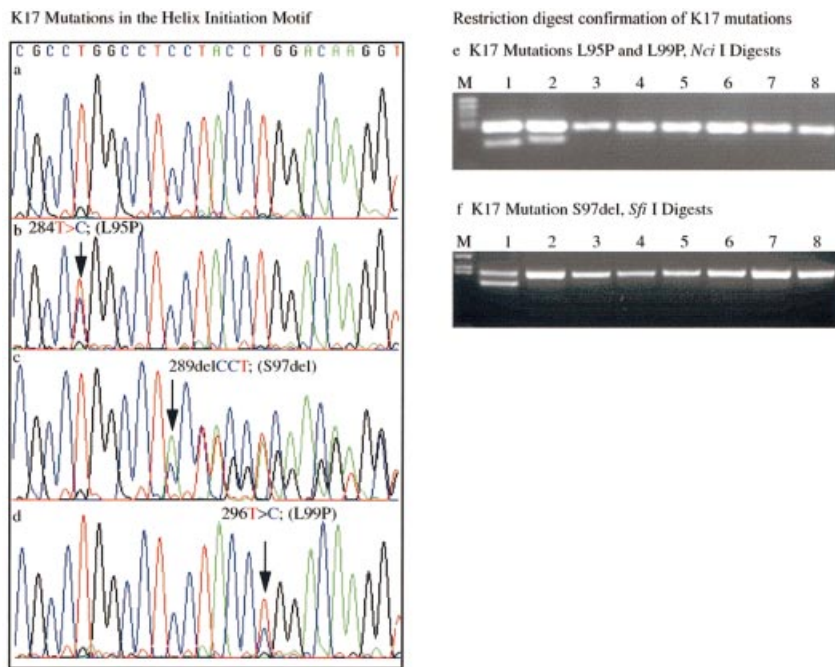 K17 Mutations in the Helix Initiation Motif
C G C C T G G C C T C C T A C C T G G A C A A G G T
a
b 284T>C; (L95P)
c 289delCCT; (S97del)
d 296T>C; (L99P)
Restriction digest confirmation of K17 mutations
e K17 Mutations L95P and L99P, Nci I Digests
M 1 2 3 4 5 6 7 8
f K17 Mutation S97del, Sfi I Digests
M 1 2 3 4 5 6 7 8